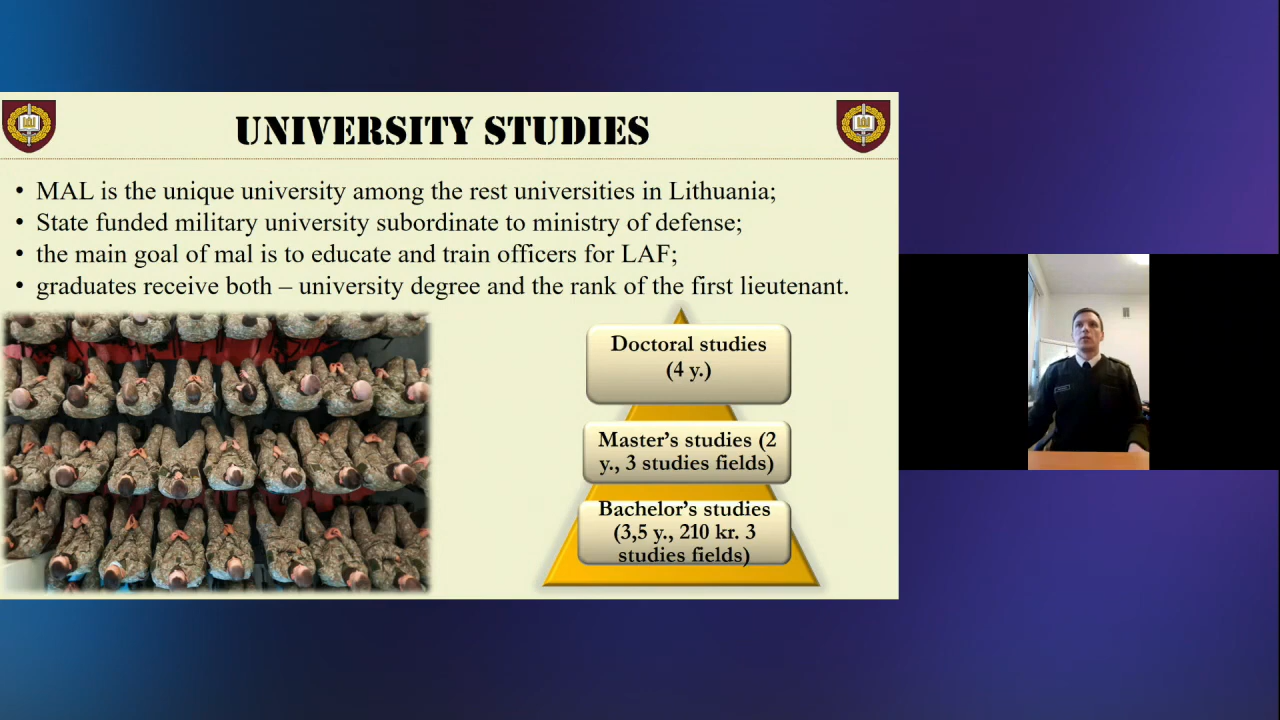 UNIVERSITY STUDIES
• MAL is the unique university among the rest universities in Lithuania;
• State funded military university subordinate to ministry of defense;
• the main goal of mal is to educate and train officers for LAF;
• graduates receive both – university degree and the rank of the first lieutenant.
Doctoral studies
(4 y.)
Master’s studies (2
y., 3 studies fields)
Bachelor’s studies
(3,5 y., 210 kr. 3
studies fields)